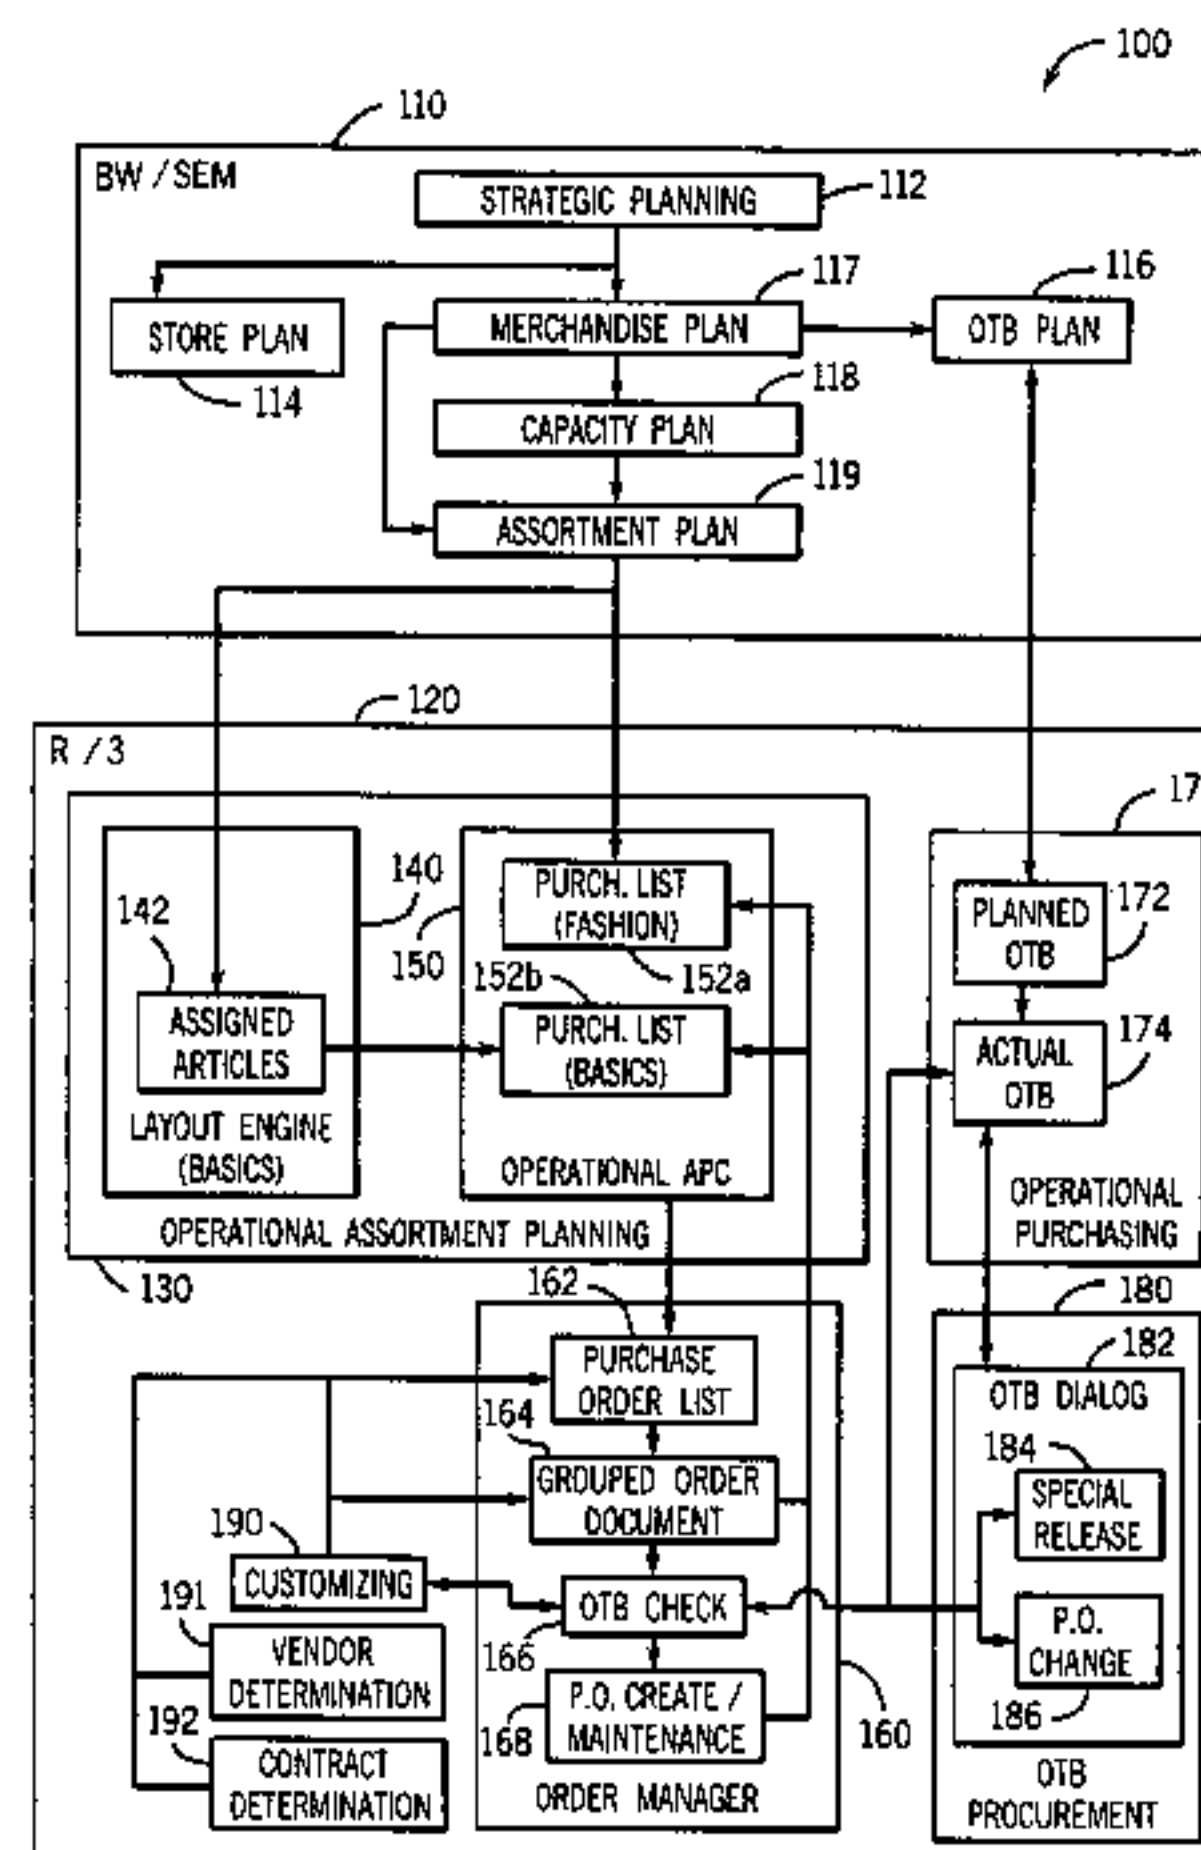 100
110
BW / SEM
STRATEGIC PLANNING
112
117
116
STORE PLAN
MERCHANDISE PLAN
OTB PLAN
114
118
CAPACITY PLAN
119
ASSORTMENT PLAN
120
R / 3
17
140
150
142
PURCH. LIST
(FASHION)
152a
152b
PLANNED
OTB
172
ASSIGNED
ARTICLES
PURCH. LIST
(BASICS)
ACTUAL
OTB
174
LAYOUT ENGINE
(BASICS)
OPERATIONAL APC
OPERATIONAL
PURCHASING
OPERATIONAL ASSORTMENT PLANNING
130
162
180
PURCHASE
ORDER LIST
182
OTB DIALOG
164
GROUPED ORDER
DOCUMENT
184
SPECIAL
RELEASE
190
CUSTOMIZING
OTB CHECK
166
P.O.
CHANGE
186
191
VENDOR
DETERMINATION
168
P.O. CREATE /
MAINTENANCE
160
192
CONTRACT
DETERMINATION
ORDER MANAGER
OTB
PROCUREMENT